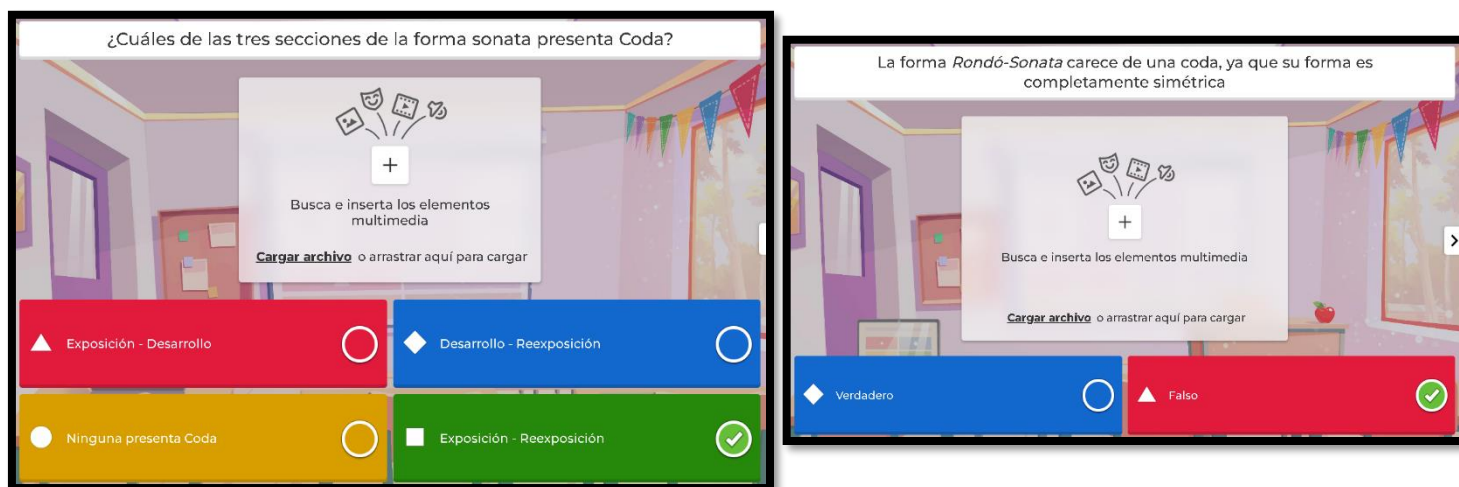 ¿Cuáles de las tres secciones de la forma sonata presenta Coda?
Busca e inserta los elementos
multimedia
Cargar archivo o arrastrar aquí para cargar
Exposición - Desarrollo
Desarrollo - Reexposición
Ninguna presenta Coda
Exposición - Reexposición
La forma Rondó-Sonata carece de una coda, ya que su forma es
completamente simétrica
Busca e inserta los elementos multimedia
Cargar archivo o arrastrar aquí para cargar
Verdadero
Falso